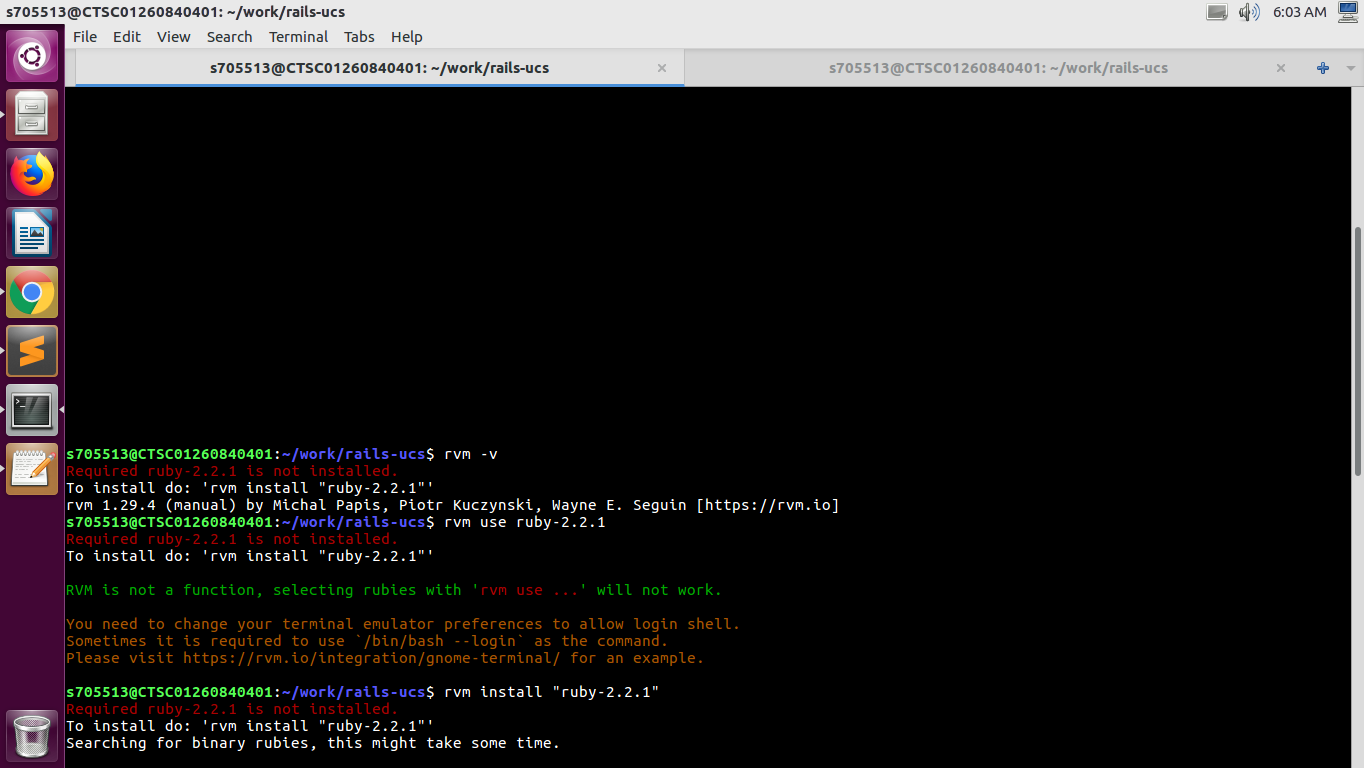 s705513@CTSC01260840401: ~/work/rails-ucs
6:03 AM
File Edit View Search Terminal Tabs Help
s705513@CTSC01260840401: ~/work/rails-ucs
s705513@CTSC01260840401: ~/work/rails-ucs
s705513@CTSC01260840401:~/work/rails-ucs$ rvm -v
Required ruby-2.2.1 is not installed.
To install do: 'rvm install "ruby-2.2.1"'
rvm 1.29.4 (manual) by Michal Papis, Piotr Kuczynski, Wayne E. Seguin [https://rvm.io]
s705513@CTSC01260840401:~/work/rails-ucs$ rvm use ruby-2.2.1
Required ruby-2.2.1 is not installed.
To install do: 'rvm install "ruby-2.2.1"'
RVM is not a function, selecting rubies with 'rvm use ...' will not work.
You need to change your terminal emulator preferences to allow login shell.
Sometimes it is required to use `/bin/bash --login` as the command.
Please visit https://rvm.io/integration/gnome-terminal/ for an example.
s705513@CTSC01260840401:~/work/rails-ucs$ rvm install "ruby-2.2.1"
Required ruby-2.2.1 is not installed.
To install do: 'rvm install "ruby-2.2.1"'
Searching for binary rubies, this might take some time.